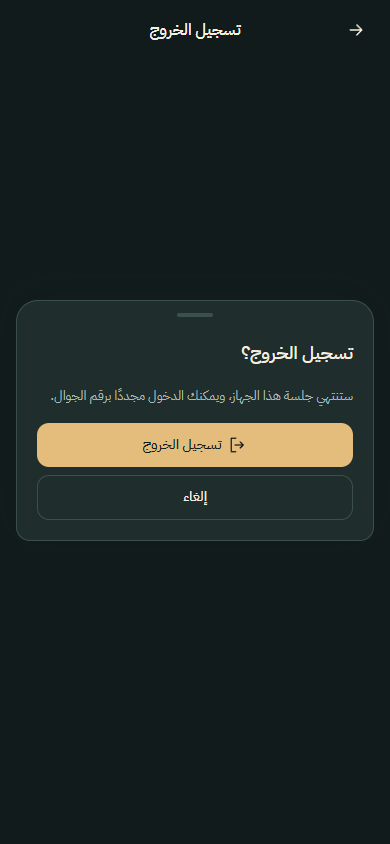 تسجيل الخروج
تسجيل الخروج؟
ستنتهي جلسة هذا الجهاز، ويمكنك الدخول مجددًا برقم الجوال.
تسجيل الخروج
إلغاء